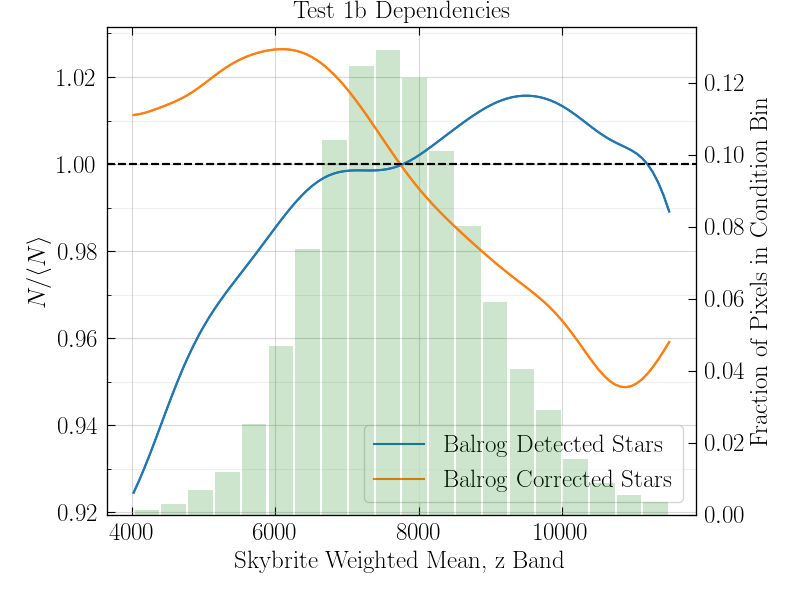 Test 1b Dependencies
N/⟨N⟩
1.02
1.00
0.98
0.96
0.94
0.92
0.12
0.10
0.08
0.06
0.04
0.02
0.00
Fraction of Pixels in Condition Bin
Balrog Detected Stars
Balrog Corrected Stars
4000 6000 8000 10000
Skybrite Weighted Mean, z Band